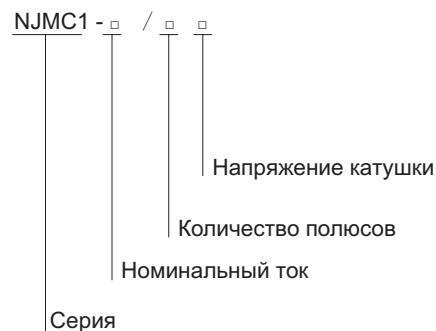 NJMC1 - □ / □ □
Напряжение катушки
Количество полюсов
Номинальный ток
Серия